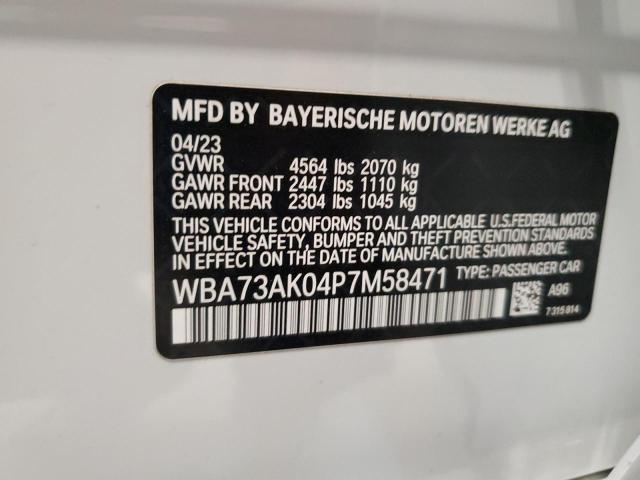 MFD BY BAYERISCHE MOTOREN WERKE AG
04/23
GVWR 4564 lbs 2070 kg
GAWR FRONT 2447 lbs 1110 kg
GAWR REAR 2304 lbs 1045 kg
THIS VEHICLE CONFORMS TO ALL APPLICABLE U.S.FEDERAL MOTOR
VEHICLE SAFETY, BUMPER AND THEFT PREVENTION STANDARDS
IN EFFECT ON THE DATE OF MANUFACTURE SHOWN ABOVE.
WBA73AK04P7M58471 TYPE: PASSENGER CAR
A96
7315814